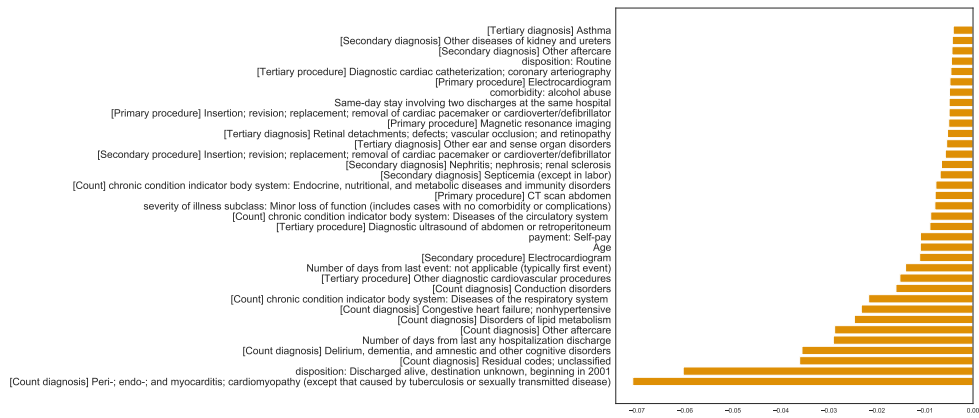 [Tertiary diagnosis] Asthma
[Secondary diagnosis] Other diseases of kidney and ureters
[Secondary diagnosis] Other aftercare
disposition: Routine
[Tertiary procedure] Diagnostic cardiac catheterization; coronary arteriography
[Primary procedure] Electrocardiogram
comorbidity: alcohol abuse
Same-day stay involving two discharges at the same hospital
[Primary procedure] Insertion; revision; replacement; removal of cardiac pacemaker or cardioverter/defibrillator
[Primary procedure] Magnetic resonance imaging
[Tertiary diagnosis] Retinal detachments; defects; vascular occlusion; and retinopathy
[Tertiary diagnosis] Other ear and sense organ disorders
[Secondary procedure] Insertion; revision; replacement; removal of cardiac pacemaker or cardioverter/defibrillator
[Secondary diagnosis] Nephritis; nephrosis; renal sclerosis
[Secondary diagnosis] Septicemia (except in labor)
[Count] chronic condition indicator body system: Endocrine, nutritional, and metabolic diseases and immunity disorders
[Primary procedure] CT scan abdomen
severity of illness subclass: Minor loss of function (includes cases with no comorbidity or complications)
[Count] chronic condition indicator body system: Diseases of the circulatory system
[Tertiary procedure] Diagnostic ultrasound of abdomen or retroperitoneum
payment: Self-pay
Age
[Secondary procedure] Electrocardiogram
Number of days from last event: not applicable (typically first event)
[Tertiary procedure] Other diagnostic cardiovascular procedures
[Count diagnosis] Conduction disorders
[Count] chronic condition indicator body system: Diseases of the respiratory system
[Count diagnosis] Congestive heart failure; nonhypertensive
[Count diagnosis] Disorders of lipid metabolism
[Count diagnosis] Other aftercare
Number of days from last any hospitalization discharge
[Count diagnosis] Delirium, dementia, and amnestic and other cognitive disorders
[Count diagnosis] Residual codes; unclassified
disposition: Discharged alive, destination unknown, beginning in 2001
[Count diagnosis] Peri-; endo-; and myocarditis; cardiomyopathy (except that caused by tuberculosis or sexually transmitted disease)
−0.07 −0.06 −0.05 −0.04 −0.03 −0.02 −0.01 0.00